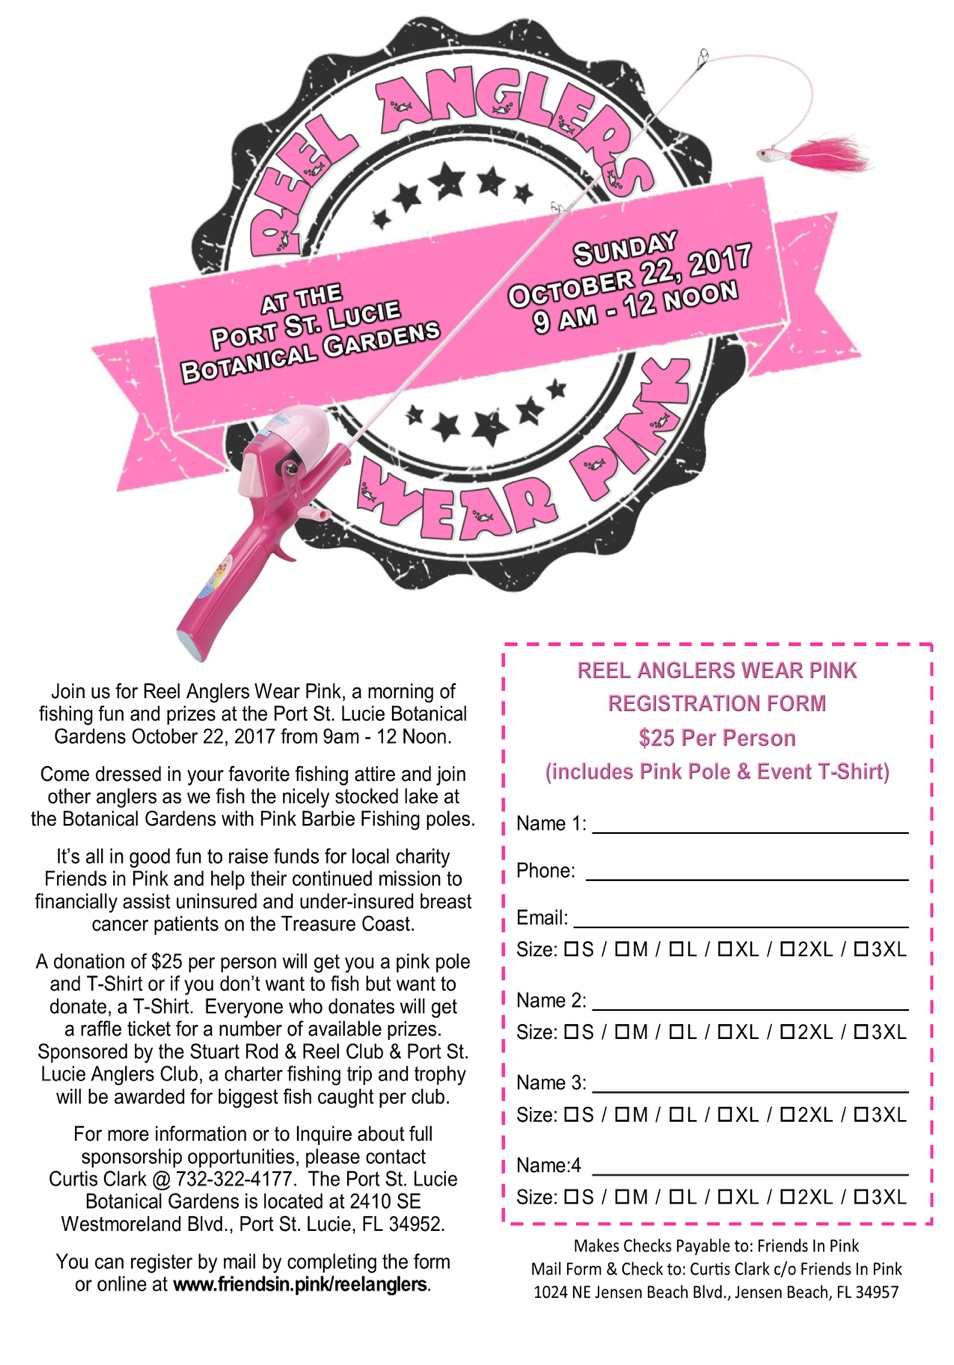 REEL ANGLERS
AT THE
PORT ST. LUCIE
BOTANICAL GARDENS
SUNDAY
OCTOBER 22, 2017
9 AM - 12 NOON
WEAR PINK
Join us for Reel Anglers Wear Pink, a morning of
fishing fun and prizes at the Port St. Lucie Botanical
Gardens October 22, 2017 from 9am - 12 Noon.
Come dressed in your favorite fishing attire and join
other anglers as we fish the nicely stocked lake at
the Botanical Gardens with Pink Barbie Fishing poles.
It's all in good fun to raise funds for local charity
Friends in Pink and help their continued mission to
financially assist uninsured and under-insured breast
cancer patients on the Treasure Coast.
A donation of $25 per person will get you a pink pole
and T-Shirt or if you don't want to fish but want to
donate, a T-Shirt.  Everyone who donates will get
a raffle ticket for a number of available prizes.
Sponsored by the Stuart Rod & Reel Club & Port St.
Lucie Anglers Club, a charter fishing trip and trophy
will be awarded for biggest fish caught per club.
For more information or to Inquire about full
sponsorship opportunities, please contact
Curtis Clark @ 732-322-4177.  The Port St. Lucie
Botanical Gardens is located at 2410 SE
Westmoreland Blvd., Port St. Lucie, FL 34952.
You can register by mail by completing the form
or online at www.friendsin.pink/reelanglers.
REEL ANGLERS WEAR PINK
REGISTRATION FORM
$25 Per Person
(includes Pink Pole & Event T-Shirt)
Name 1:
Phone:
Email:
Size: ☐S / ☐M / ☐L / ☐XL / ☐2XL / ☐3XL
Name 2:
Size: ☐S / ☐M / ☐L / ☐XL / ☐2XL / ☐3XL
Name 3:
Size: ☐S / ☐M / ☐L / ☐XL / ☐2XL / ☐3XL
Name:4
Size: ☐S / ☐M / ☐L / ☐XL / ☐2XL / ☐3XL
Makes Checks Payable to: Friends In Pink
Mail Form & Check to: Curtis Clark c/o Friends In Pink
1024 NE Jensen Beach Blvd., Jensen Beach, FL 34957